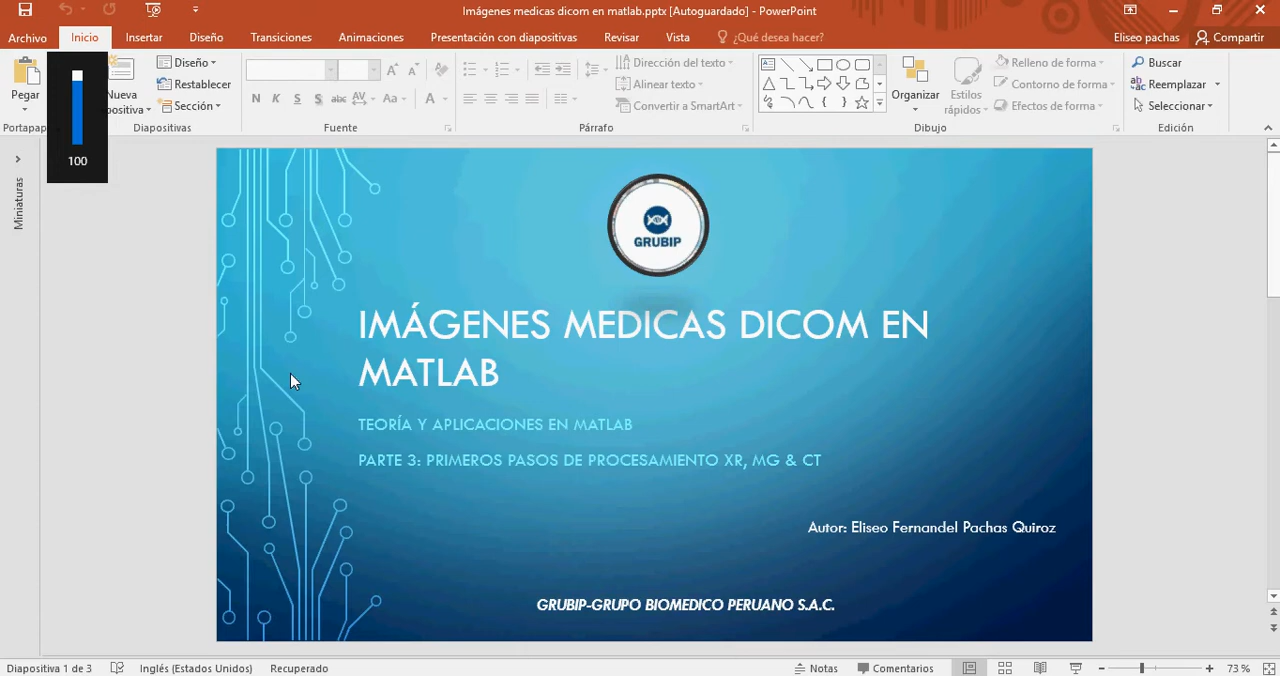 Imágenes medicas dicom en matlab.pptx [Autoguardado] - PowerPoint
Archivo Inicio Insertar Diseño Transiciones Animaciones Presentación con diapositivas Revisar Vista ¿Qué desea hacer? Eliseo pachas Compartir
Pegar
Nueva
Diseño
Restablecer
Sección
N K S S abc AV Aa A
Dirección del texto
Alinear texto
Convertir a SmartArt
Organizar
Estilos
rápidos
Relleno de forma
Contorno de forma
Efectos de forma
Buscar
Reemplazar
Seleccionar
Diapositivas Fuente Párrafo Dibujo Edición
100
Miniaturas
GRUBIP
IMÁGENES MEDICAS DICOM EN
MATLAB
TEORÍA Y APLICACIONES EN MATLAB
PARTE 3: PRIMEROS PASOS DE PROCESAMIENTO XR, MG & CT
Autor: Eliseo Fernandel Pachas Quiroz
GRUBIP-GRUPO BIOMEDICO PERUANO S.A.C.
Diapositiva 1 de 3 Inglés (Estados Unidos) Recuperado Notas Comentarios 73 %